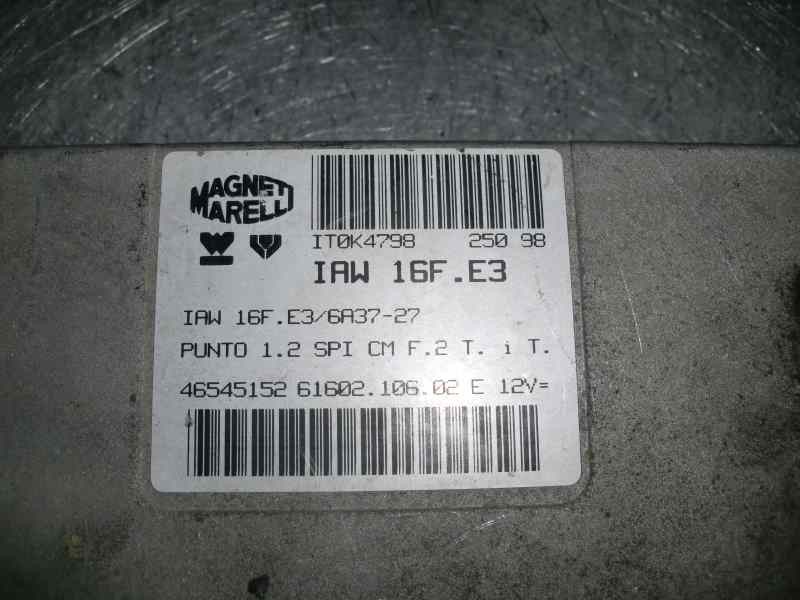 MAGNETI
MARELLI
IT0K4798 250 98
IAW 16F.E3
IAW 16F.E3/6A37-27
PUNTO 1.2 SPI CM F.2 T. i T.
46545152 61602.106.02 E 12V=